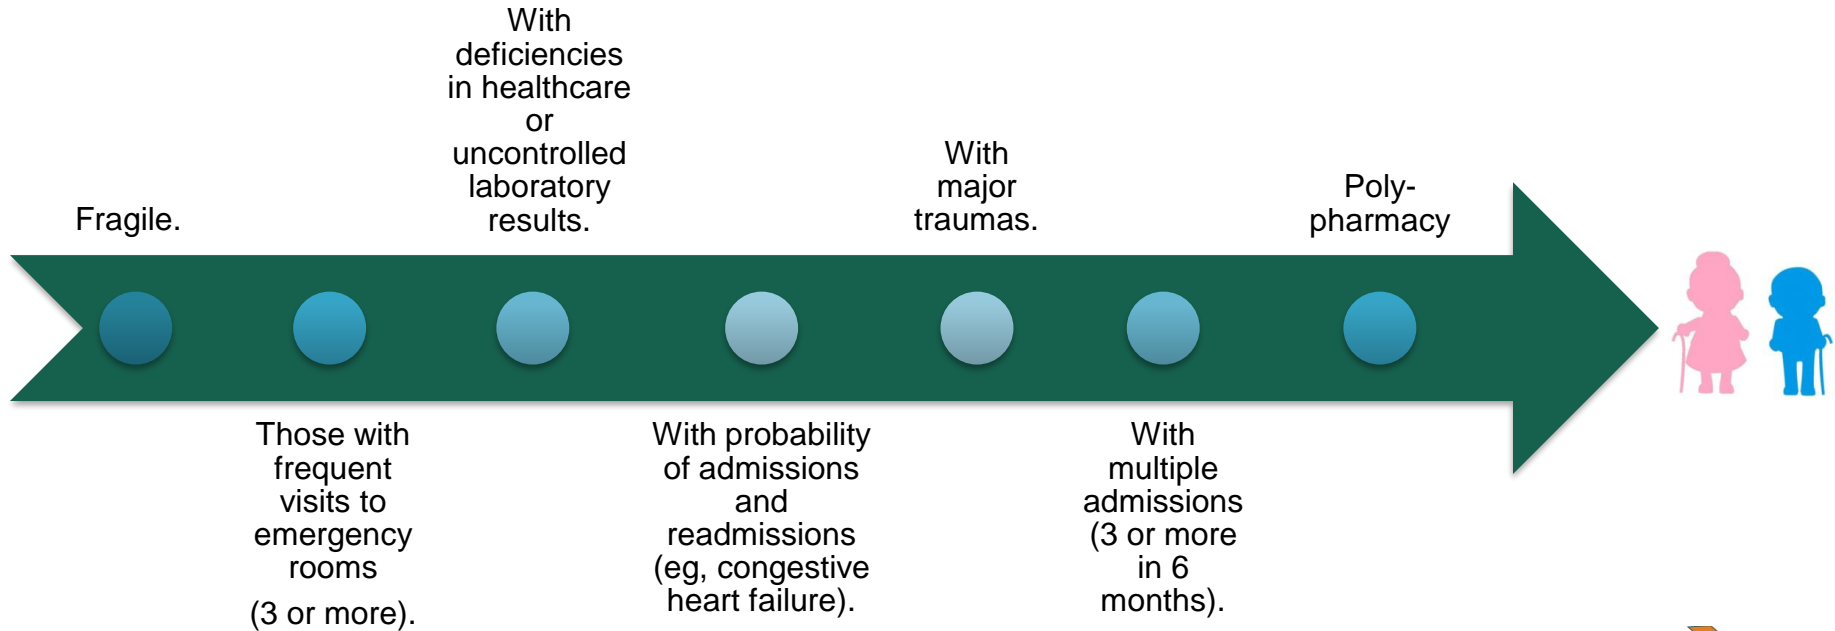 Fragile.
Those with
frequent
visits to
emergency
rooms
(3 or more).
With
deficiencies
in healthcare
or
uncontrolled
laboratory
results.
With probability
of admissions
and
readmissions
(eg, congestive
heart failure).
With
major
traumas.
With
multiple
admissions
(3 or more
in 6
months).
Poly-
pharmacy